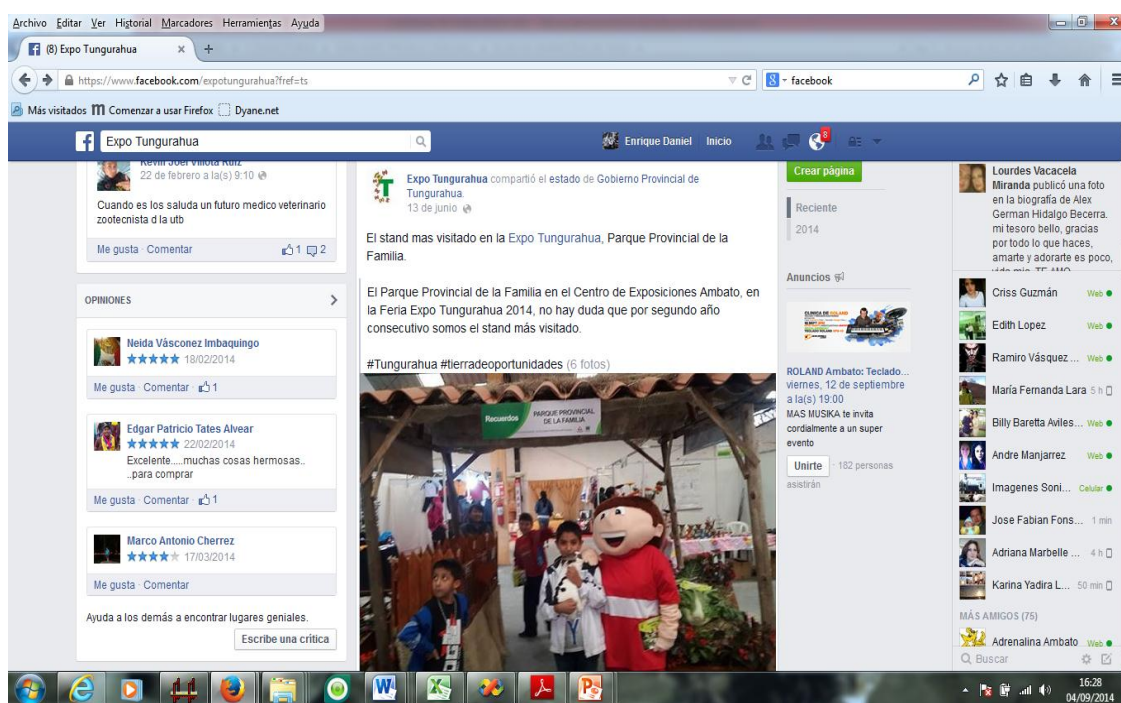 Archivo Editar Ver Historial Marcadores Herramientas Ayuda
(8) Expo Tungurahua
https://www.facebook.com/expotungurahua?fref=ts
facebook
Más visitados
Comenzar a usar Firefox
Dyane.net
Expo Tungurahua
Enrique Daniel
Inicio
8
Kevin Joel Villota Ruiz
22 de febrero a la(s) 9:10
Cuando es los saluda un futuro medico veterinario
zootecnista d la utb
Me gusta · Comentar
1
2
OPINIONES
Neida Vásconez Imbaquingo
18/02/2014
Me gusta · Comentar · 1
Edgar Patricio Tates Alvear
22/02/2014
Excelente.....muchas cosas hermosas..
..para comprar
Me gusta · Comentar · 1
Marco Antonio Cherrez
17/03/2014
Me gusta · Comentar
Ayuda a los demás a encontrar lugares geniales.
Escribe una crítica
Expo Tungurahua compartió el estado de Gobierno Provincial de
Tungurahua.
13 de junio
El stand mas visitado en la Expo Tungurahua, Parque Provincial de la
Familia.
El Parque Provincial de la Familia en el Centro de Exposiciones Ambato, en
la Feria Expo Tungurahua 2014, no hay duda que por segundo año
consecutivo somos el stand más visitado.
#Tungurahua #tierradeoportunidades (6 fotos)
Recuerdos
PARQUE PROVINCIAL
DE LA FAMILIA
Crear página
Reciente
2014
Anuncios
CLINICA DE ROLAND
ROLAND Ambato: Teclado...
viernes, 12 de septiembre
a la(s) 19:00
MAS MUSIKA te invita
cordialmente a un super
evento
Unirte · 182 personas
asistirán
Lourdes Vacacela
Miranda publicó una foto
en la biografía de Alex
German Hidalgo Becerra.
mi tesoro bello, gracias
por todo lo que haces,
amarte y adorarte es poco,
vida mia. TE AMO
Criss Guzmán Web
Edith Lopez Web
Ramiro Vásquez ... Web
María Fernanda Lara 5 h
Billy Baretta Aviles... Web
Andre Manjarrez Web
Imagenes Soni... Celular
Jose Fabian Fons... 1 min
Adriana Marbelle ... 4 h
Karina Yadira L... 50 min
MÁS AMIGOS (75)
Adrenalina Ambato Web
Buscar
16:28
04/09/2014